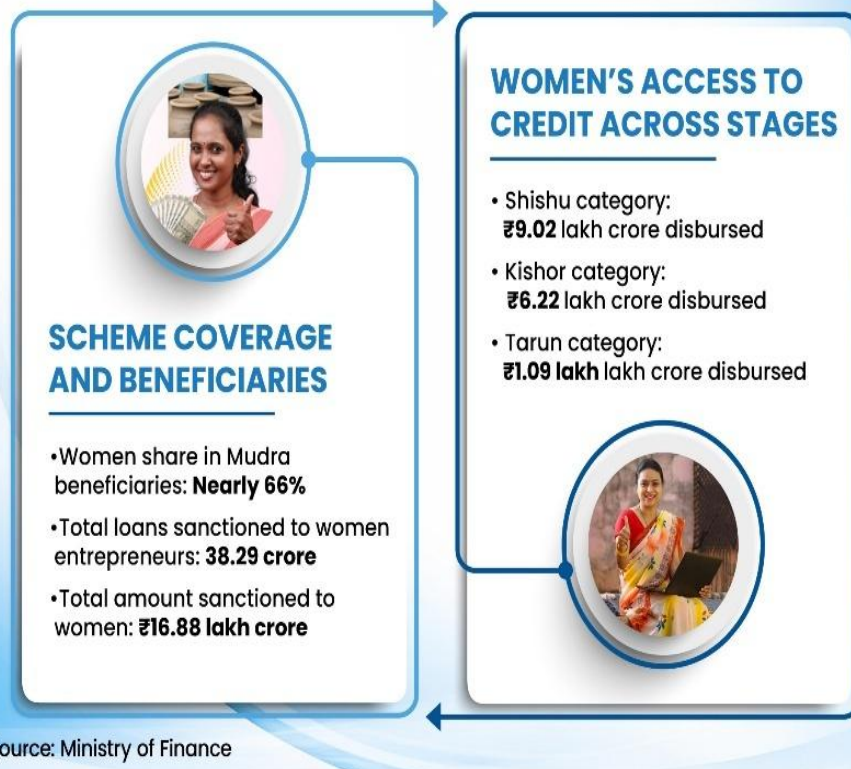 SCHEME COVERAGE
AND BENEFICIARIES
•Women share in Mudra
beneficiaries: Nearly 66%
•Total loans sanctioned to women
entrepreneurs: 38.29 crore
•Total amount sanctioned to
women: ₹16.88 lakh crore
WOMEN’S ACCESS TO
CREDIT ACROSS STAGES
• Shishu category:
₹9.02 lakh crore disbursed
• Kishor category:
₹6.22 lakh crore disbursed
• Tarun category:
₹1.09 lakh lakh crore disbursed
ource: Ministry of Finance